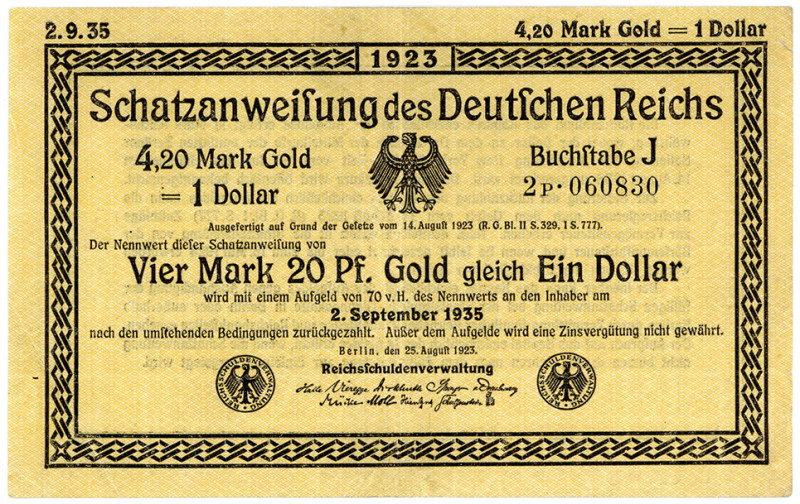 2.9.35
4,20 Mark Gold = 1 Dollar
1923
Schatzanweiſung des Deutſchen Reichs
4,20 Mark Gold
= 1 Dollar
Buchſtabe J
2P·060830
Ausgefertigt auf Grund der Geſetze vom 14. Auguſt 1923 (R. G. Bl. II S. 329. I S. 777).
Der Nennwert dieſer Schatzanweiſung von
Vier Mark 20 Pf. Gold gleich Ein Dollar
wird mit einem Aufgeld von 70 v. H. des Nennwerts an den Inhaber am
2. September 1935
nach den umſtehenden Bedingungen zurückgezahlt. Außer dem Aufgelde wird eine Zinsvergütung nicht gewährt.
Berlin, den 25. Auguſt 1923.
Reichsſchuldenverwaltung
REICHSSCHULDENVERWALTUNG
REICHSSCHULDENVERWALTUNG